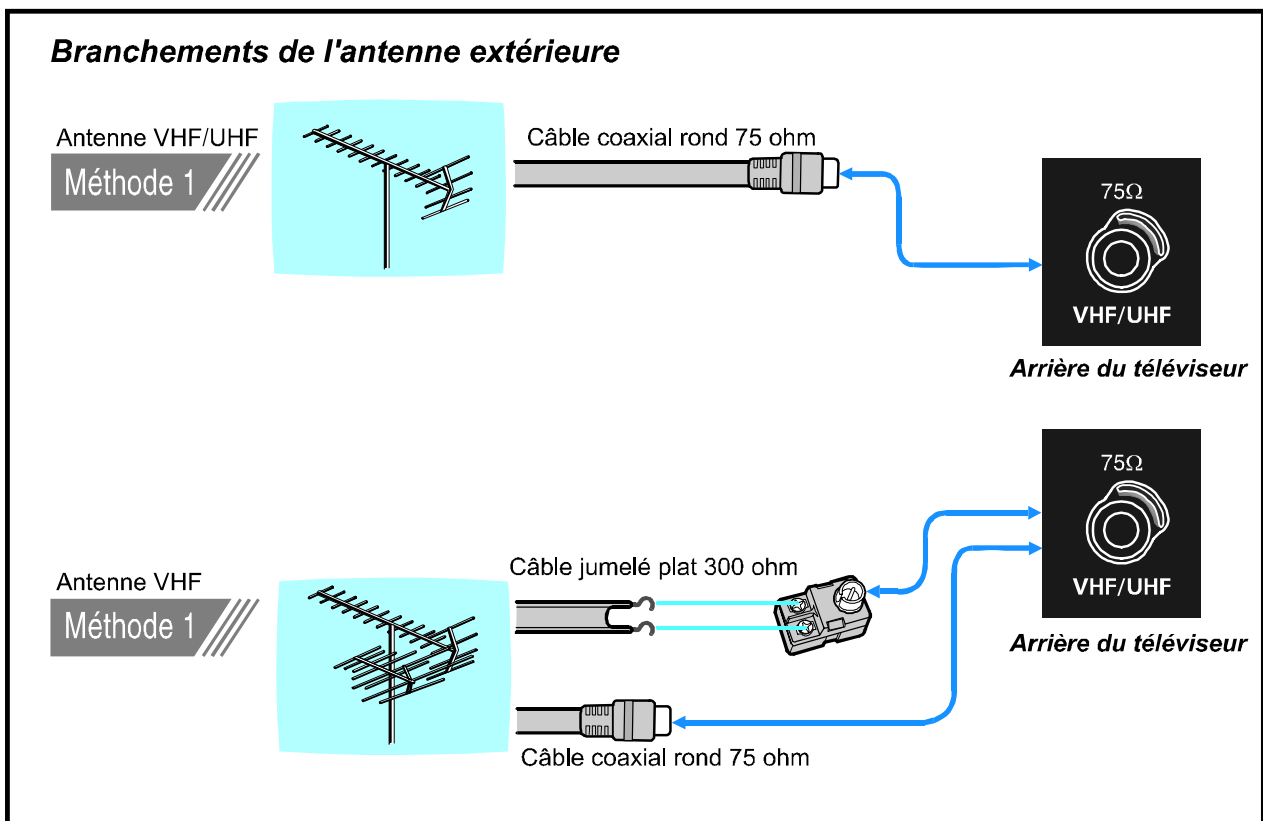 Branchements de l'antenne extérieure
Antenne VHF/UHF
Méthode 1
Câble coaxial rond 75 ohm
75Ω
VHF/UHF
Arrière du téléviseur
Antenne VHF
Méthode 1
Câble jumelé plat 300 ohm
Câble coaxial rond 75 ohm
75Ω
VHF/UHF
Arrière du téléviseur